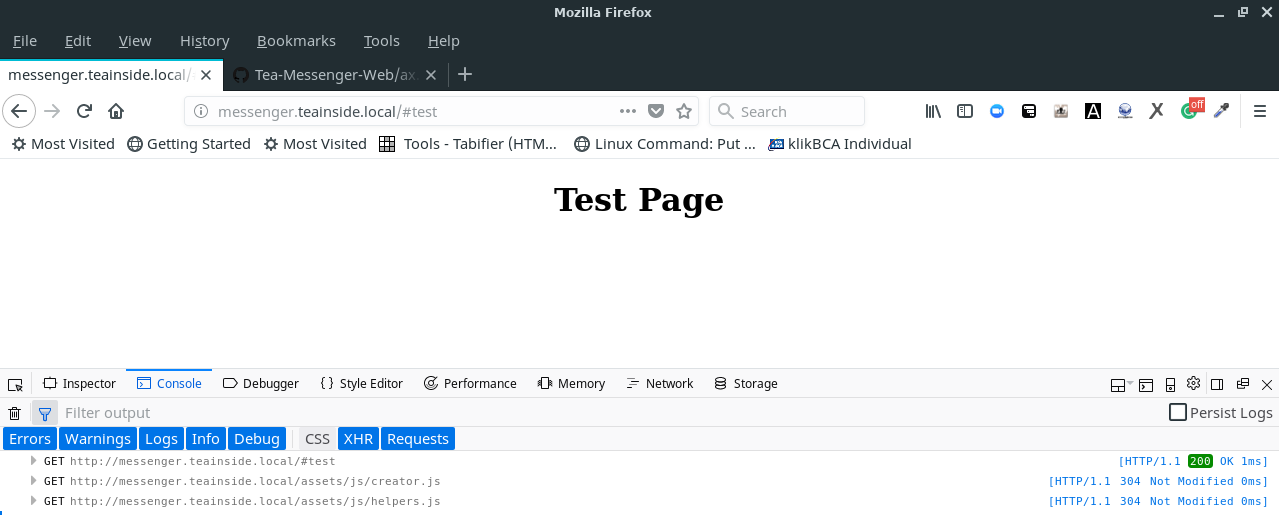 Mozilla Firefox
File Edit View History Bookmarks Tools Help
messenger.teainside.local/ Tea-Messenger-Web/ax
messenger.teainside.local/#test Search off
Most Visited Getting Started Most Visited Tools - Tabifier (HTM... Linux Command: Put ... klikBCA Individual
Test Page
Inspector Console Debugger {} Style Editor Performance Memory Network Storage
Filter output Persist Logs
Errors Warnings Logs Info Debug CSS XHR Requests
GET http://messenger.teainside.local/#test [HTTP/1.1 200 OK 1ms]
GET http://messenger.teainside.local/assets/js/creator.js [HTTP/1.1 304 Not Modified 0ms]
GET http://messenger.teainside.local/assets/js/helpers.js [HTTP/1.1 304 Not Modified 0ms]